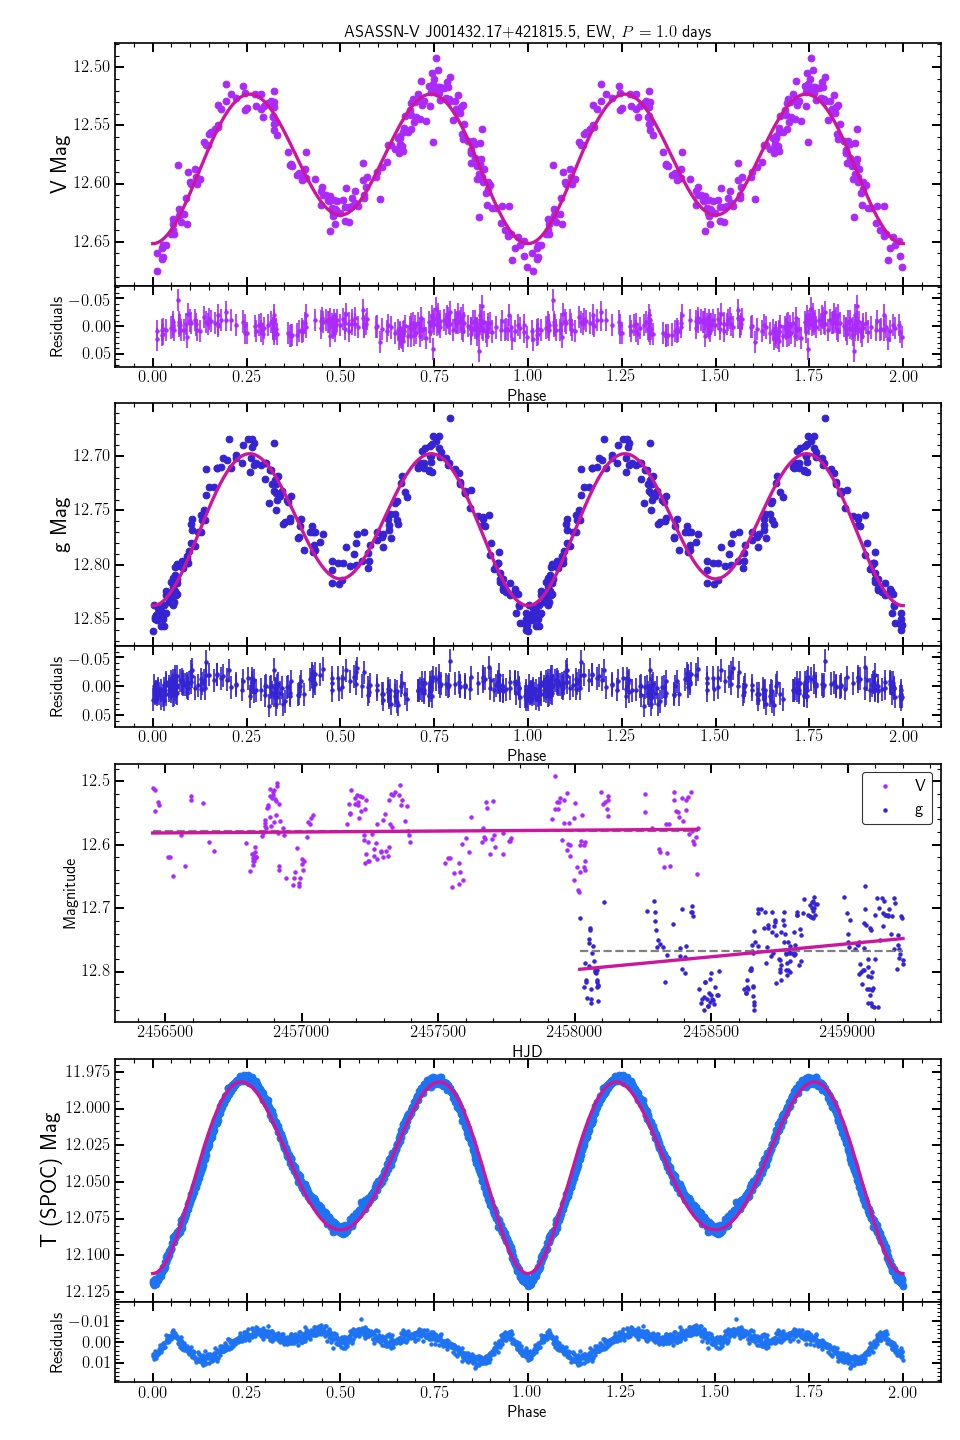 ASASSN-V J001432.17+421815.5, EW, P = 1.0 days
12.50
12.55
12.60
12.65
V Mag
−0.05
0.00
0.05
Residuals
0.00 0.25 0.50 0.75 1.00 1.25 1.50 1.75 2.00
Phase
12.70
12.75
12.80
12.85
g Mag
−0.05
0.00
0.05
Residuals
0.00 0.25 0.50 0.75 1.00 1.25 1.50 1.75 2.00
Phase
12.5
12.6
12.7
12.8
Magnitude
V
g
2456500 2457000 2457500 2458000 2458500 2459000
HJD
11.975
12.000
12.025
12.050
12.075
12.100
12.125
T (SPOC) Mag
−0.01
0.00
0.01
Residuals
0.00 0.25 0.50 0.75 1.00 1.25 1.50 1.75 2.00
Phase